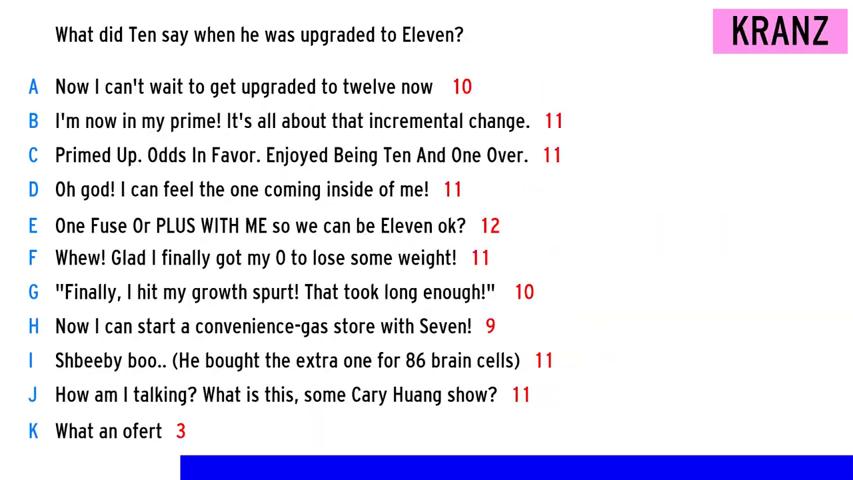 What did Ten say when he was upgraded to Eleven?
KRANZ
A Now I can't wait to get upgraded to twelve now 10
B I'm now in my prime! It's all about that incremental change. 11
C Primed Up. Odds In Favor. Enjoyed Being Ten And One Over. 11
D Oh god! I can feel the one coming inside of me! 11
E One Fuse Or PLUS WITH ME so we can be Eleven ok? 12
F Whew! Glad I finally got my 0 to lose some weight! 11
G "Finally, I hit my growth spurt! That took long enough!" 10
H Now I can start a convenience-gas store with Seven! 9
I Shbeeby boo.. (He bought the extra one for 86 brain cells) 11
J How am I talking? What is this, some Cary Huang show? 11
K What an ofert 3